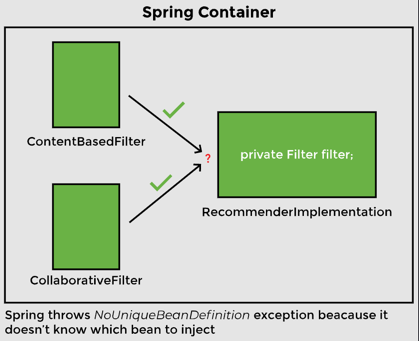 Spring Container
ContentBasedFilter
?
private Filter filter;
RecommenderImplementation
CollaborativeFilter
Spring throws NoUniqueBeanDefinition exception beacause it
doesn't know which bean to inject